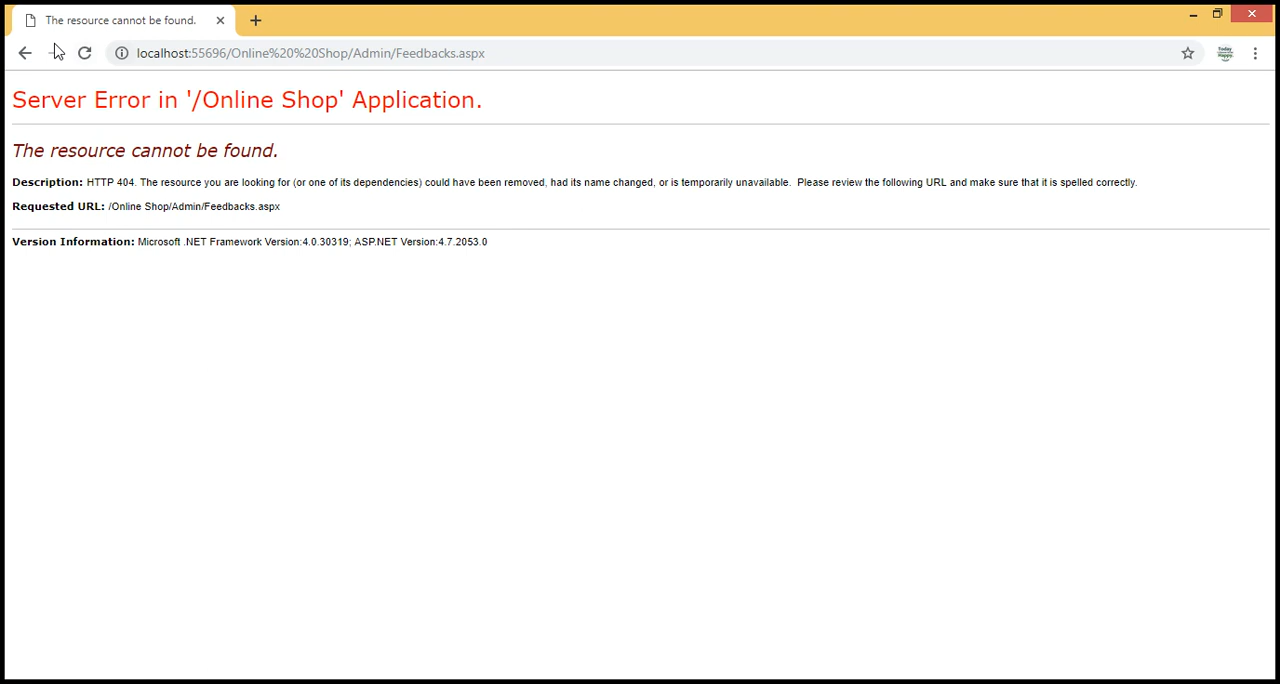 The resource cannot be found.
localhost:55696/Online%20%20Shop/Admin/Feedbacks.aspx
Today
Happy
Server Error in '/Online Shop' Application.
The resource cannot be found.
Description: HTTP 404. The resource you are looking for (or one of its dependencies) could have been removed, had its name changed, or is temporarily unavailable.  Please review the following URL and make sure that it is spelled correctly.
Requested URL: /Online Shop/Admin/Feedbacks.aspx
Version Information: Microsoft .NET Framework Version:4.0.30319; ASP.NET Version:4.7.2053.0